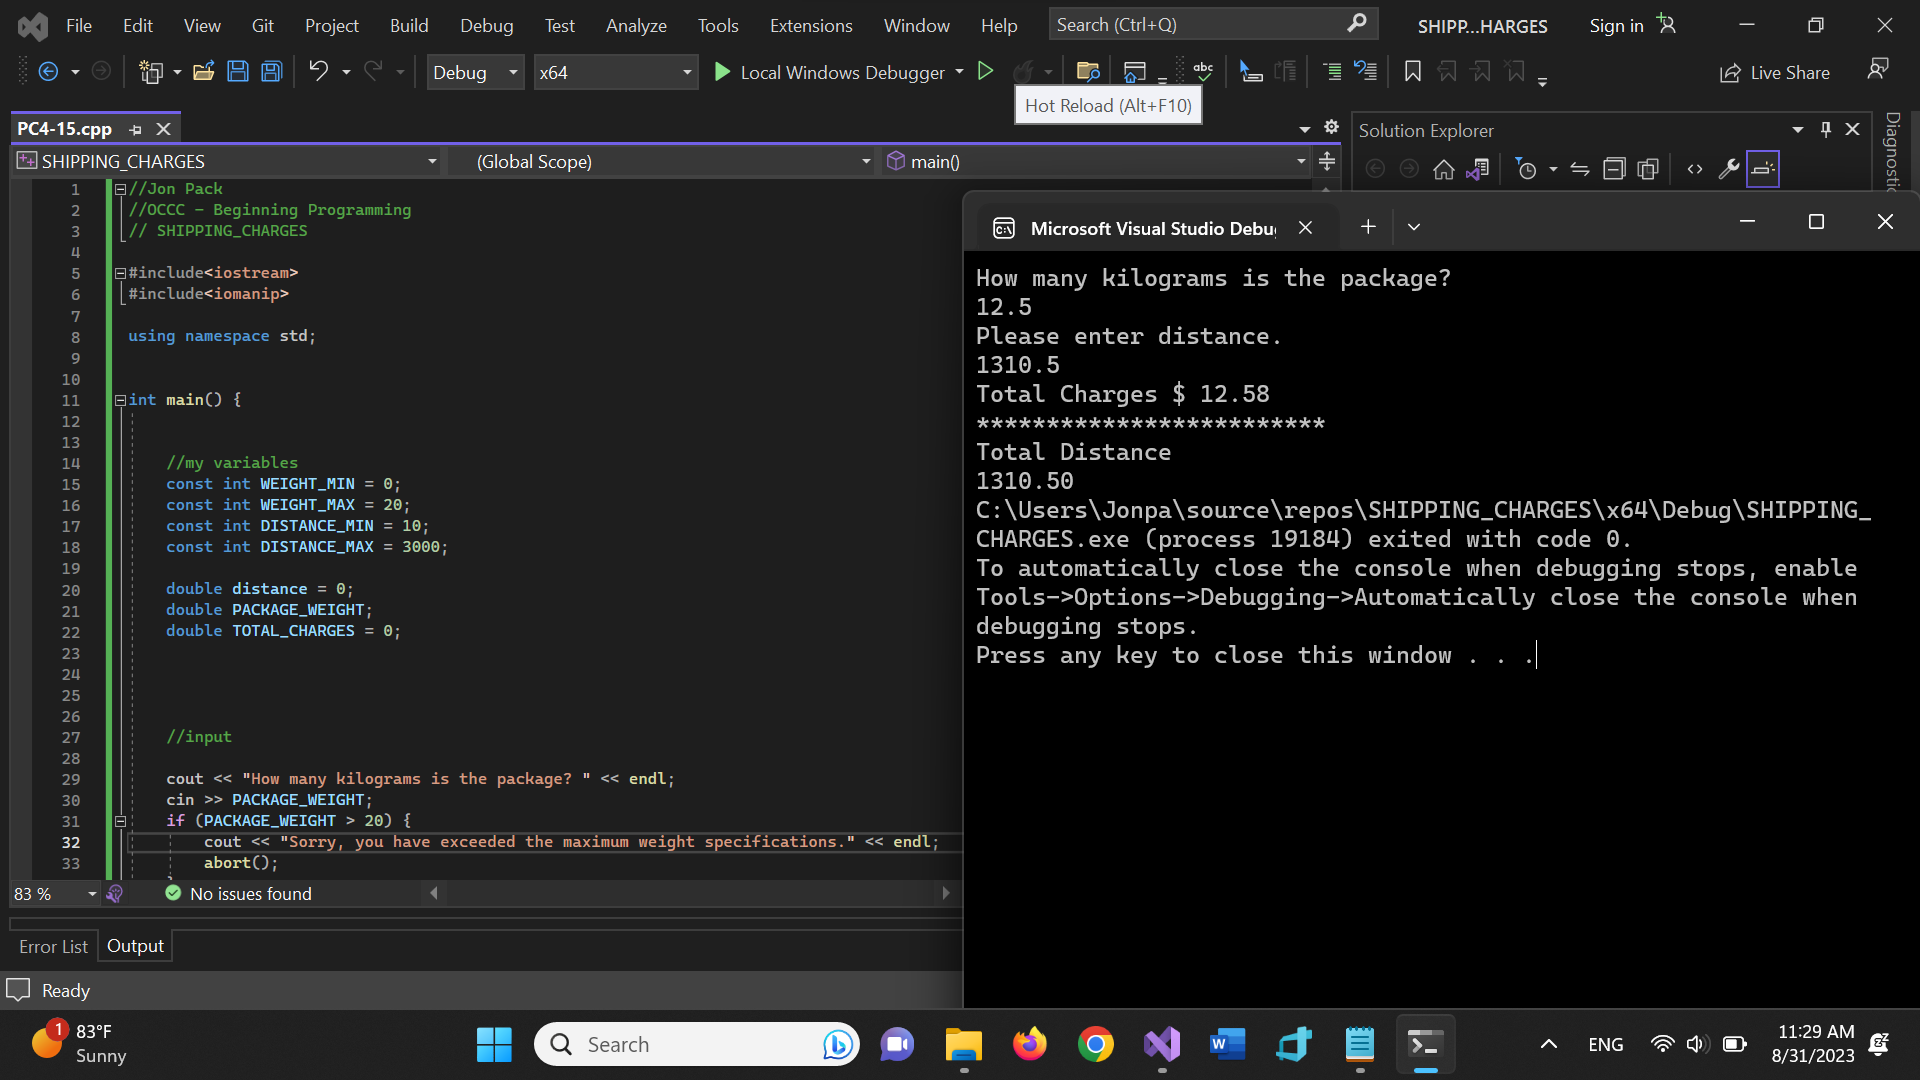 File Edit View Git Project Build Debug Test Analyze Tools Extensions Window Help Search (Ctrl+Q) SHIPP...HARGES Sign in
Debug x64 Local Windows Debugger Live Share
Hot Reload (Alt+F10)
PC4-15.cpp
SHIPPING_CHARGES (Global Scope) main()
1 //Jon Pack
2 //OCCC - Beginning Programming
3 // SHIPPING_CHARGES
4
5 #include<iostream>
6 #include<iomanip>
7
8 using namespace std;
9
10
11 int main() {
12
13
14 //my variables
15 const int WEIGHT_MIN = 0;
16 const int WEIGHT_MAX = 20;
17 const int DISTANCE_MIN = 10;
18 const int DISTANCE_MAX = 3000;
19
20 double distance = 0;
21 double PACKAGE_WEIGHT;
22 double TOTAL_CHARGES = 0;
23
24
25
26
27 //input
28
29 cout << "How many kilograms is the package? " << endl;
30 cin >> PACKAGE_WEIGHT;
31 if (PACKAGE_WEIGHT > 20) {
32 cout << "Sorry, you have exceeded the maximum weight specifications." << endl;
33 abort();
83 % No issues found
Error List Output
Ready
Solution Explorer
Diagnostic
Microsoft Visual Studio Debu
How many kilograms is the package?
12.5
Please enter distance.
1310.5
Total Charges $ 12.58
*************************
Total Distance
1310.50
C:\Users\Jonpa\source\repos\SHIPPING_CHARGES\x64\Debug\SHIPPING_
CHARGES.exe (process 19184) exited with code 0.
To automatically close the console when debugging stops, enable
Tools->Options->Debugging->Automatically close the console when
debugging stops.
Press any key to close this window . . .
1 83°F
Sunny
Search
ENG
11:29 AM
8/31/2023